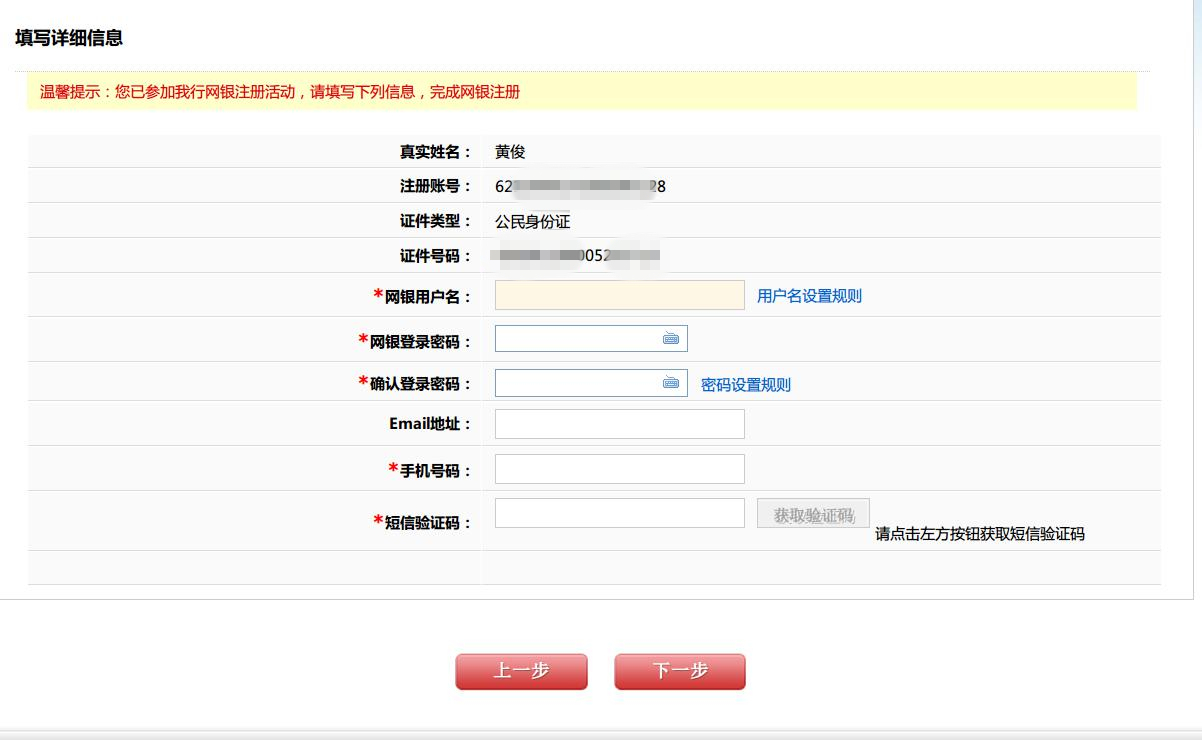 填写详细信息
温馨提示：您已参加我行网银注册活动，请填写下列信息，完成网银注册
真实姓名： 黄俊
注册账号： 62 28
证件类型： 公民身份证
证件号码： 0052
*网银用户名： 用户名设置规则
*网银登录密码：
*确认登录密码： 密码设置规则
Email地址：
*手机号码：
*短信验证码： 获取验证码 请点击左方按钮获取短信验证码
上一步 下一步